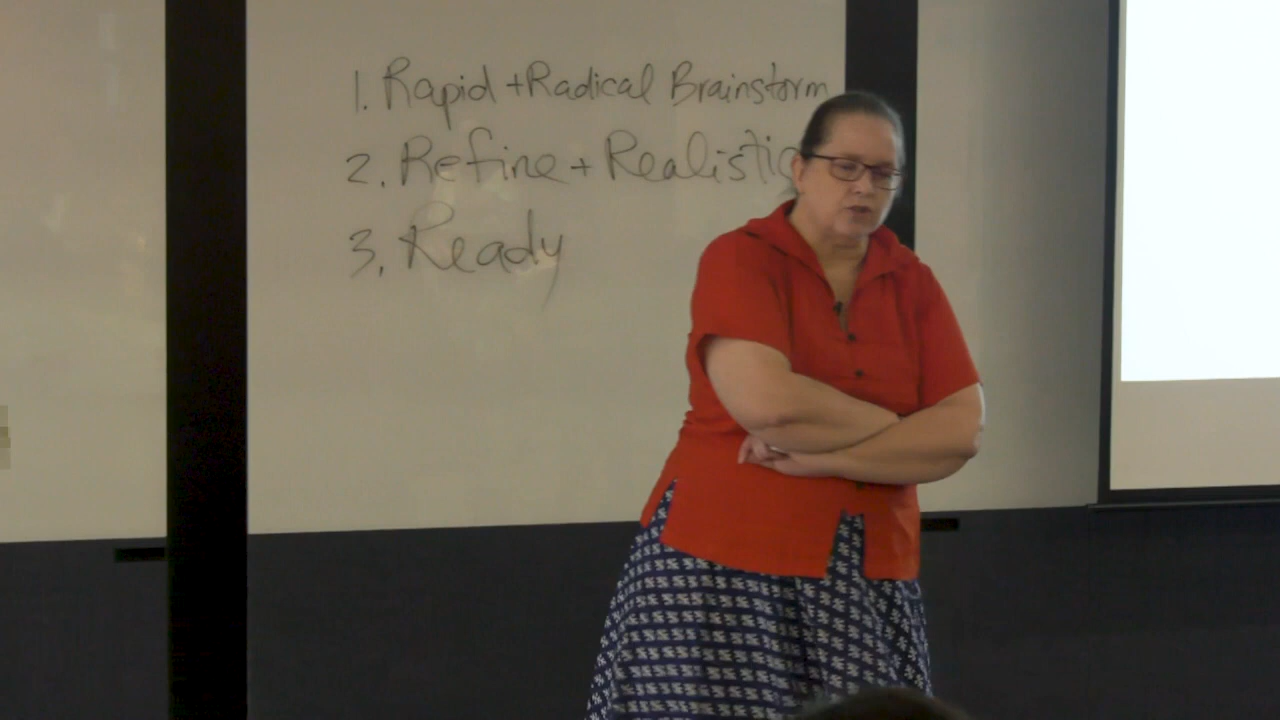 1. Rapid + Radical Brainstorm
2. Refine + Realistic
3. Ready